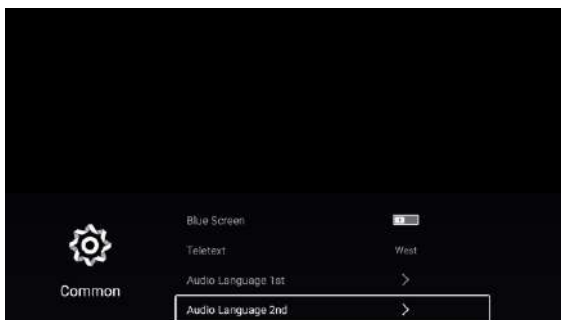 Blue Screen
Teletext West
Audio Language 1st
Common
Audio Language 2nd